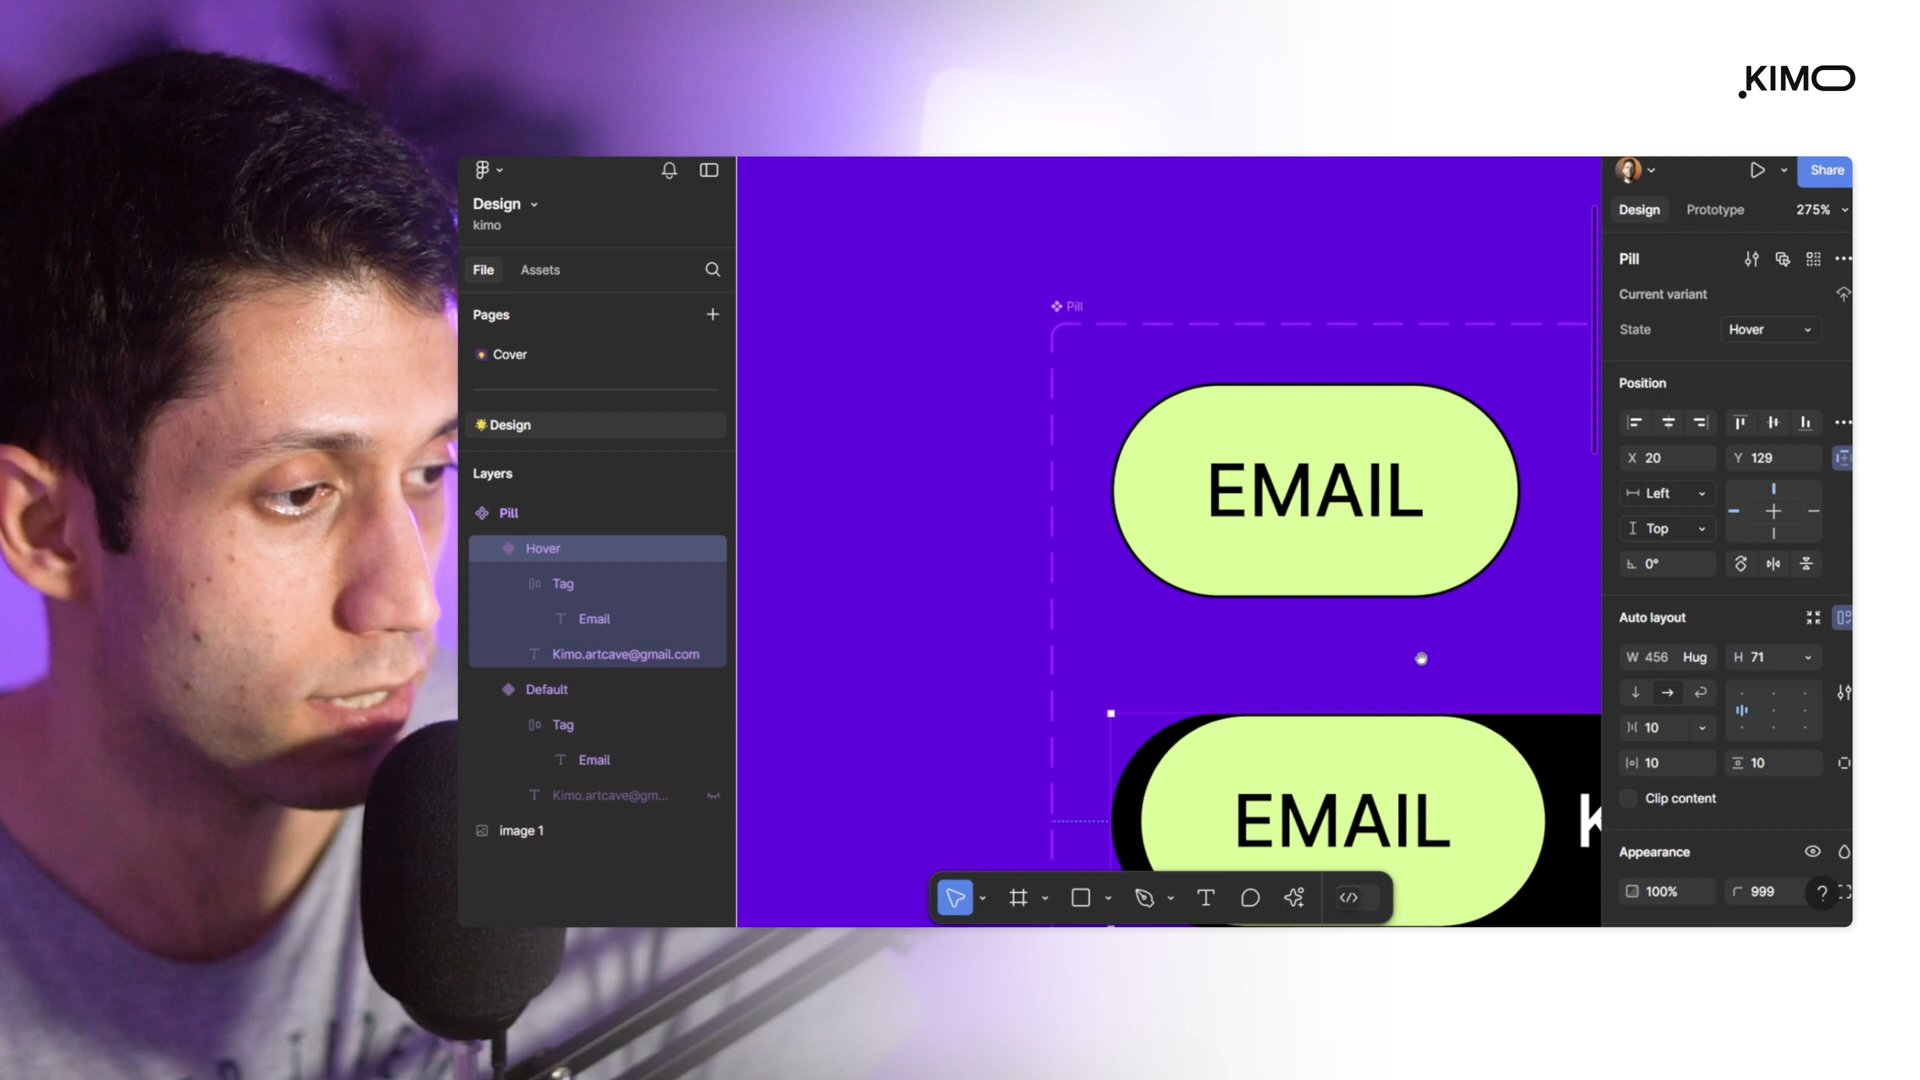 .KIMO
Design
kimo
File
Assets
Pages
Cover
Design
Layers
Pill
Hover
Tag
Email
Kimo.artcave@gmail.com
Default
Tag
Email
Kimo.artcave@gm...
image 1
Pill
EMAIL
EMAIL
K
Share
Design
Prototype
275%
Pill
Current variant
State
Hover
Position
X 20
Y 129
Left
Top
0°
Auto layout
W 456 Hug
H 71
10
10
10
Clip content
Appearance
100%
999
?